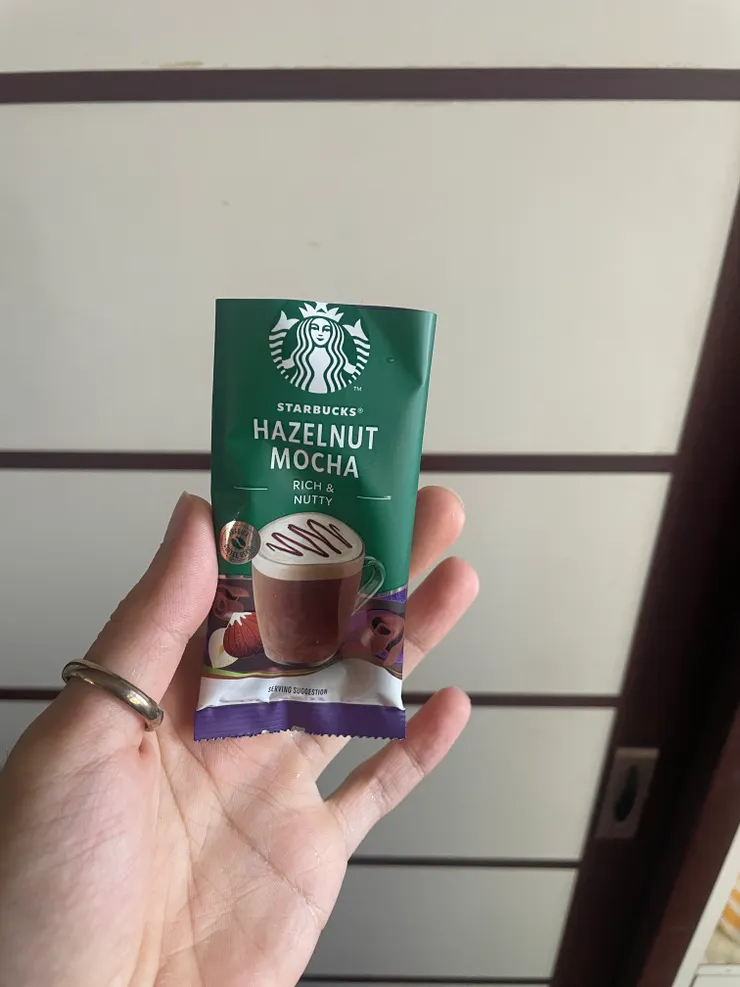 STARBUCKS®
HAZELNUT
MOCHA
RICH &
NUTTY
SERVING SUGGESTION